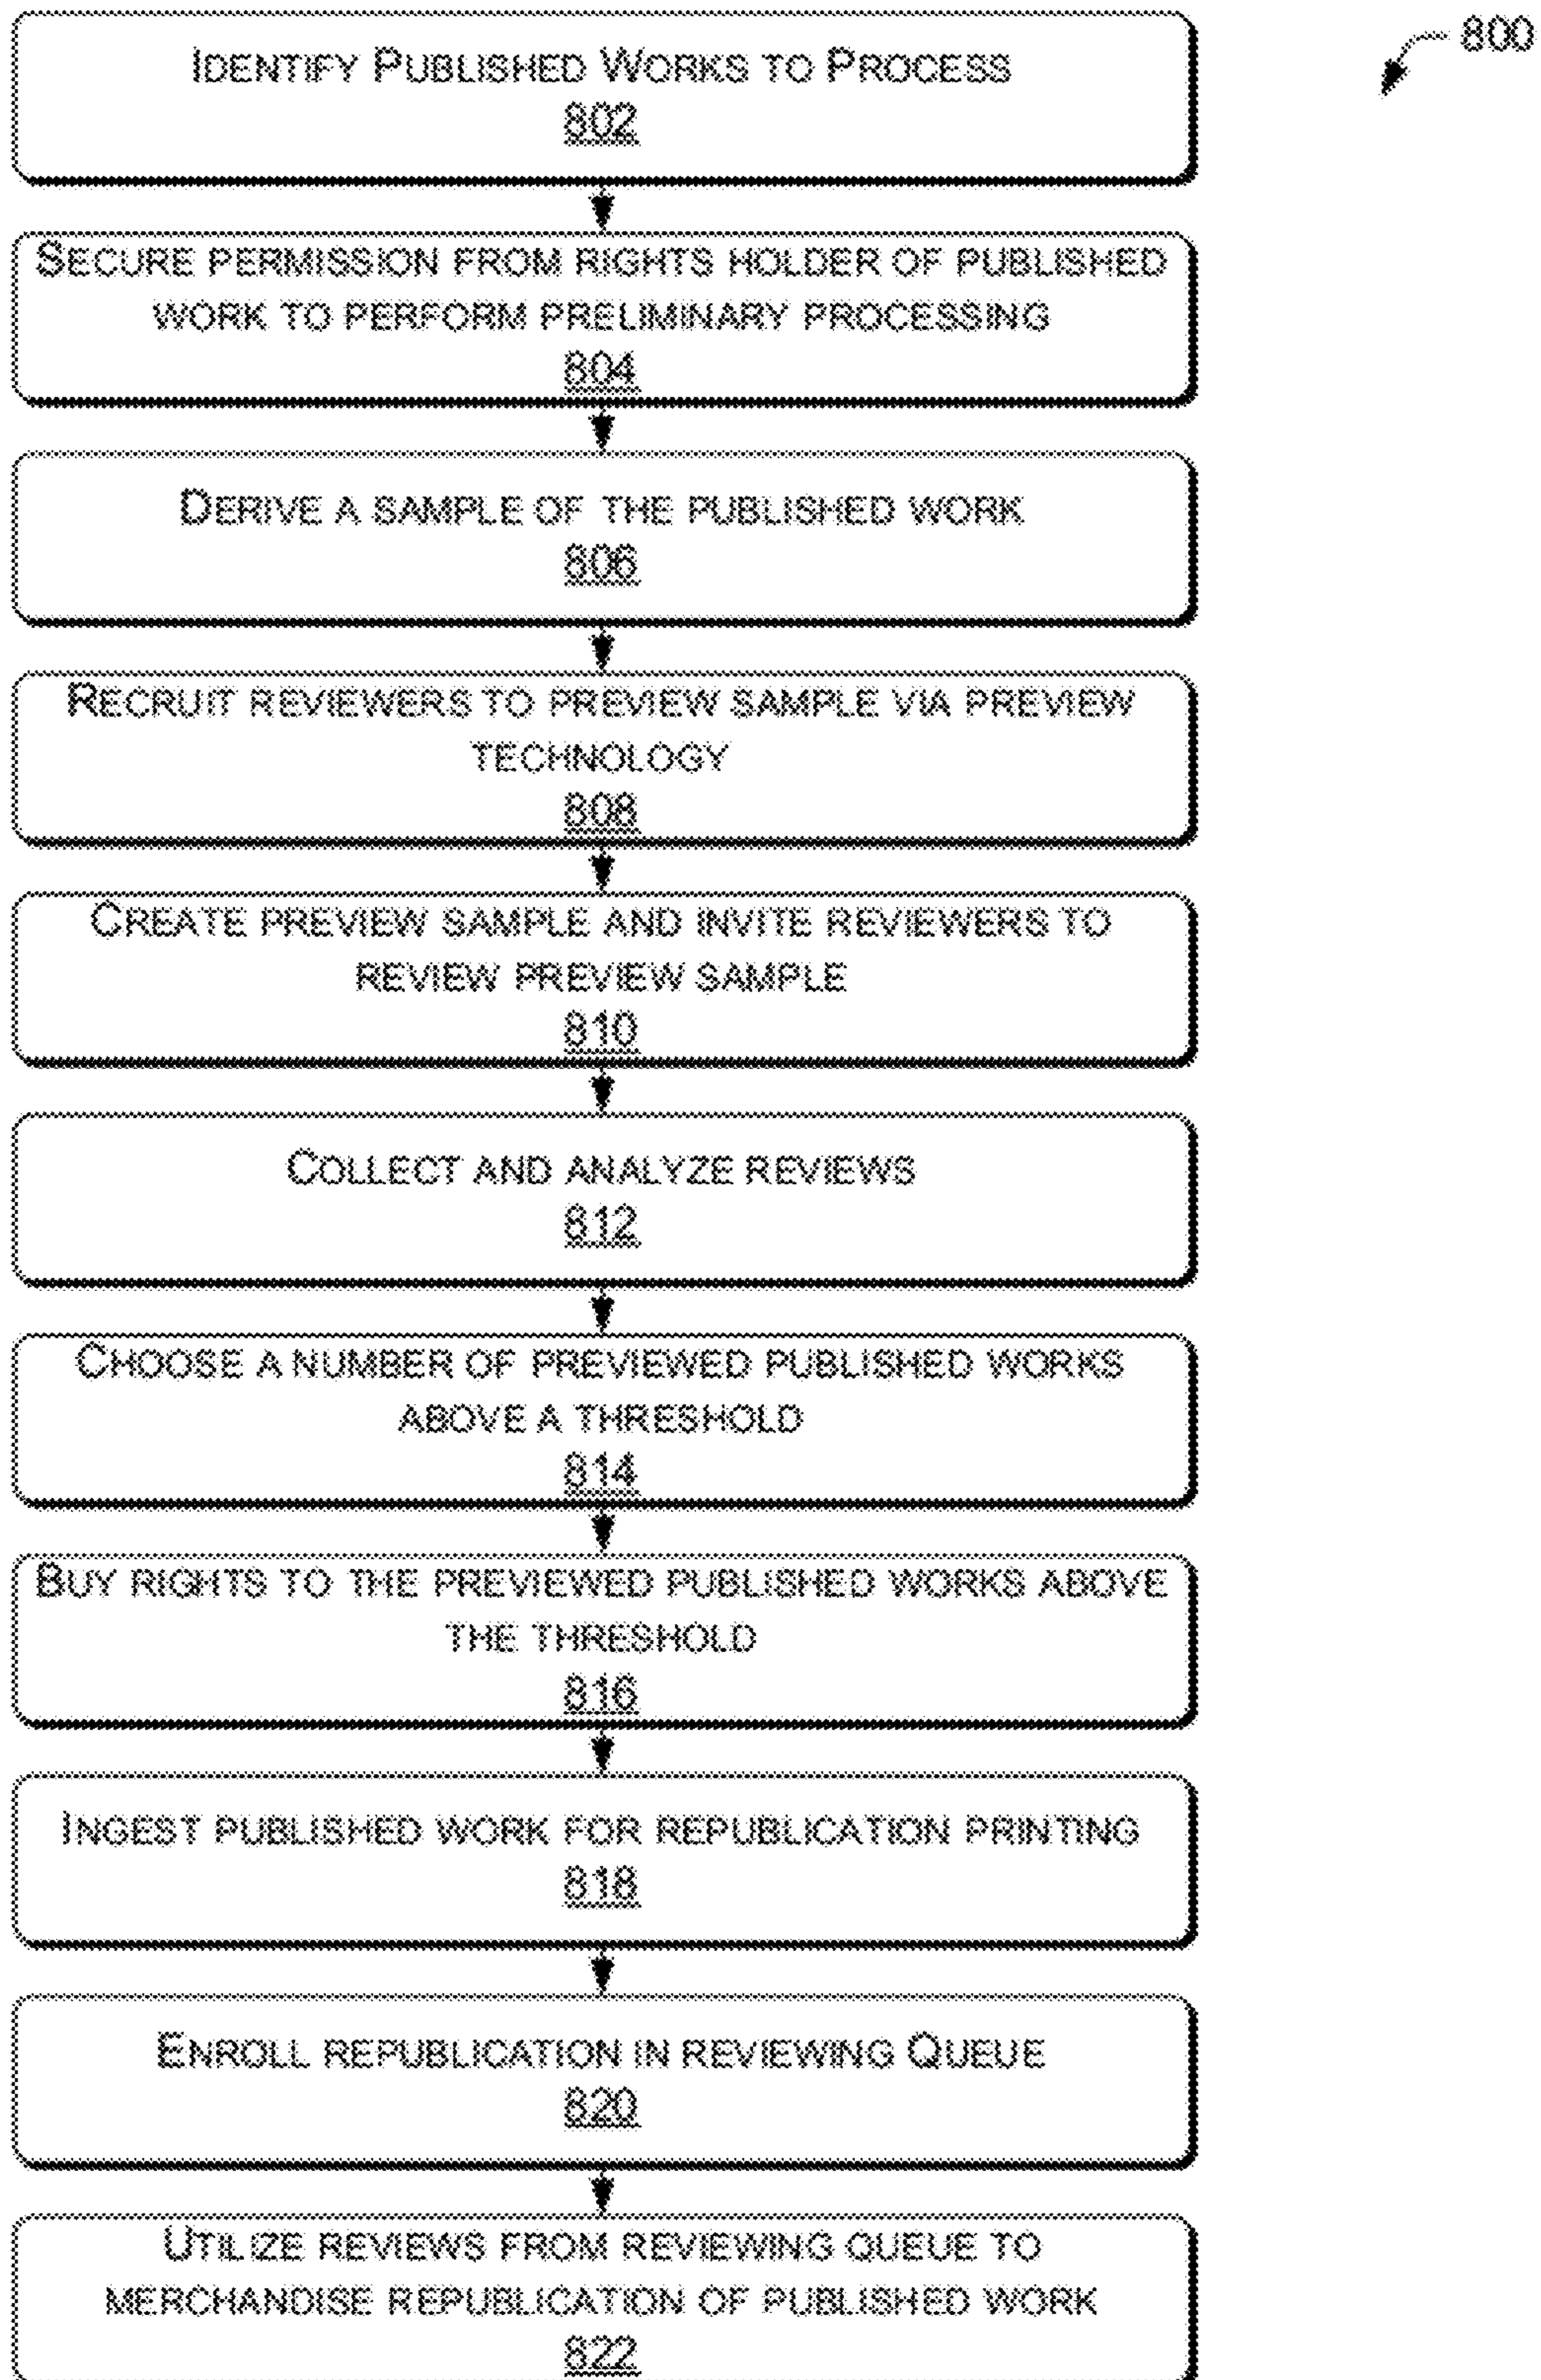 800
IDENTIFY PUBLISHED WORKS TO PROCESS
802
SECURE PERMISSION FROM RIGHTS HOLDER OF PUBLISHED
WORK TO PERFORM PRELIMINARY PROCESSING
804
DERIVE A SAMPLE OF THE PUBLISHED WORK
806
RECRUIT REVIEWERS TO PREVIEW SAMPLE VIA PREVIEW
TECHNOLOGY
808
CREATE PREVIEW SAMPLE AND INVITE REVIEWERS TO
REVIEW PREVIEW SAMPLE
810
COLLECT AND ANALYZE REVIEWS
812
CHOOSE A NUMBER OF PREVIEWED PUBLISHED WORKS
ABOVE A THRESHOLD
814
BUY RIGHTS TO THE PREVIEWED PUBLISHED WORKS ABOVE
THE THRESHOLD
816
INGEST PUBLISHED WORK FOR REPUBLICATION PRINTING
818
ENROLL REPUBLICATION IN REVIEWING QUEUE
820
UTILIZE REVIEWS FROM REVIEWING QUEUE TO
MERCHANDISE REPUBLICATION OF PUBLISHED WORK
822